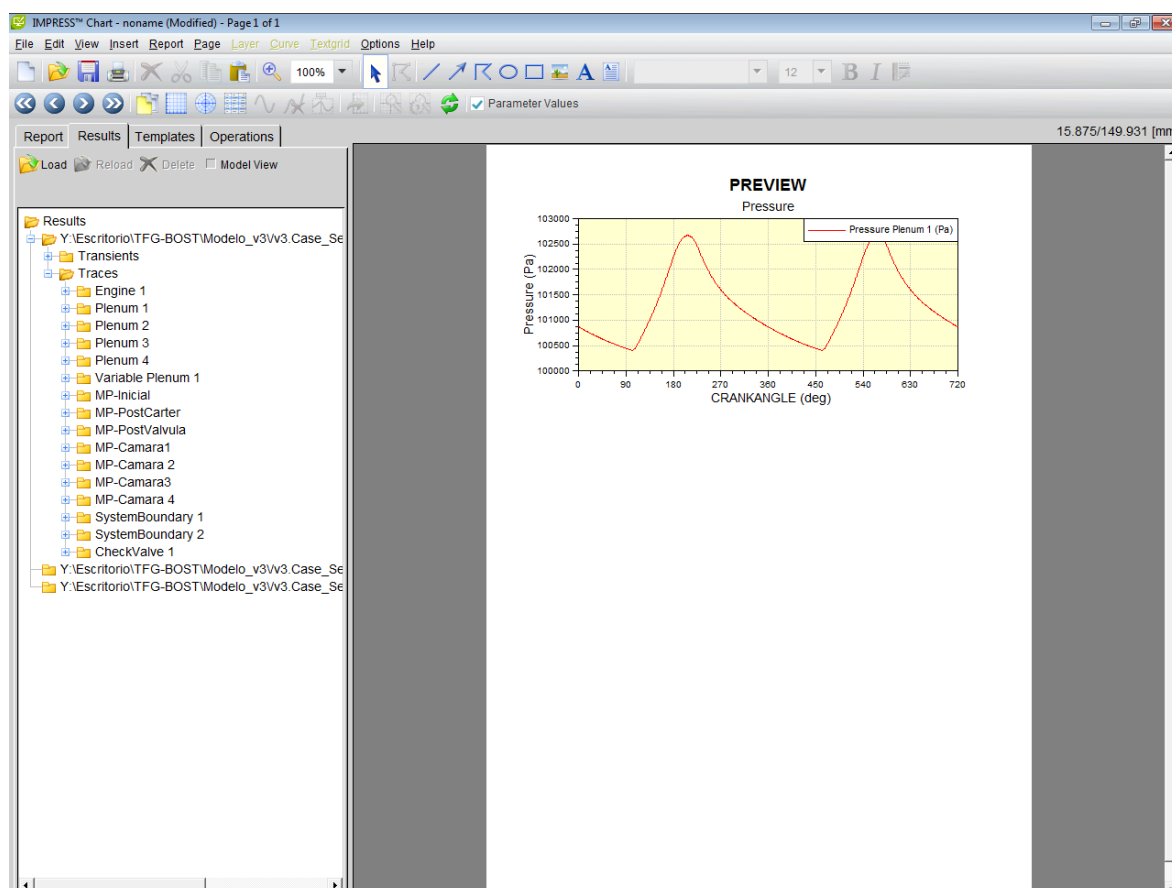 IMPRESS™ Chart - noname (Modified) - Page 1 of 1
File Edit View Insert Report Page Layer Curve Textgrid Options Help
100% 12 B I
Parameter Values
Report Results Templates Operations
15.875/149.931 [mm
Load Reload Delete Model View
Results
Y:\Escritorio\TFG-BOST\Modelo_v3\v3.Case_Se
Transients
Traces
Engine 1
Plenum 1
Plenum 2
Plenum 3
Plenum 4
Variable Plenum 1
MP-Inicial
MP-PostCarter
MP-PostValvula
MP-Camara1
MP-Camara 2
MP-Camara3
MP-Camara 4
SystemBoundary 1
SystemBoundary 2
CheckValve 1
Y:\Escritorio\TFG-BOST\Modelo_v3\v3.Case_Se
Y:\Escritorio\TFG-BOST\Modelo_v3\v3.Case_Se
PREVIEW
Pressure
Pressure Plenum 1 (Pa)
Pressure (Pa)
103000
102500
102000
101500
101000
100500
100000
0 90 180 270 360 450 540 630 720
CRANKANGLE (deg)